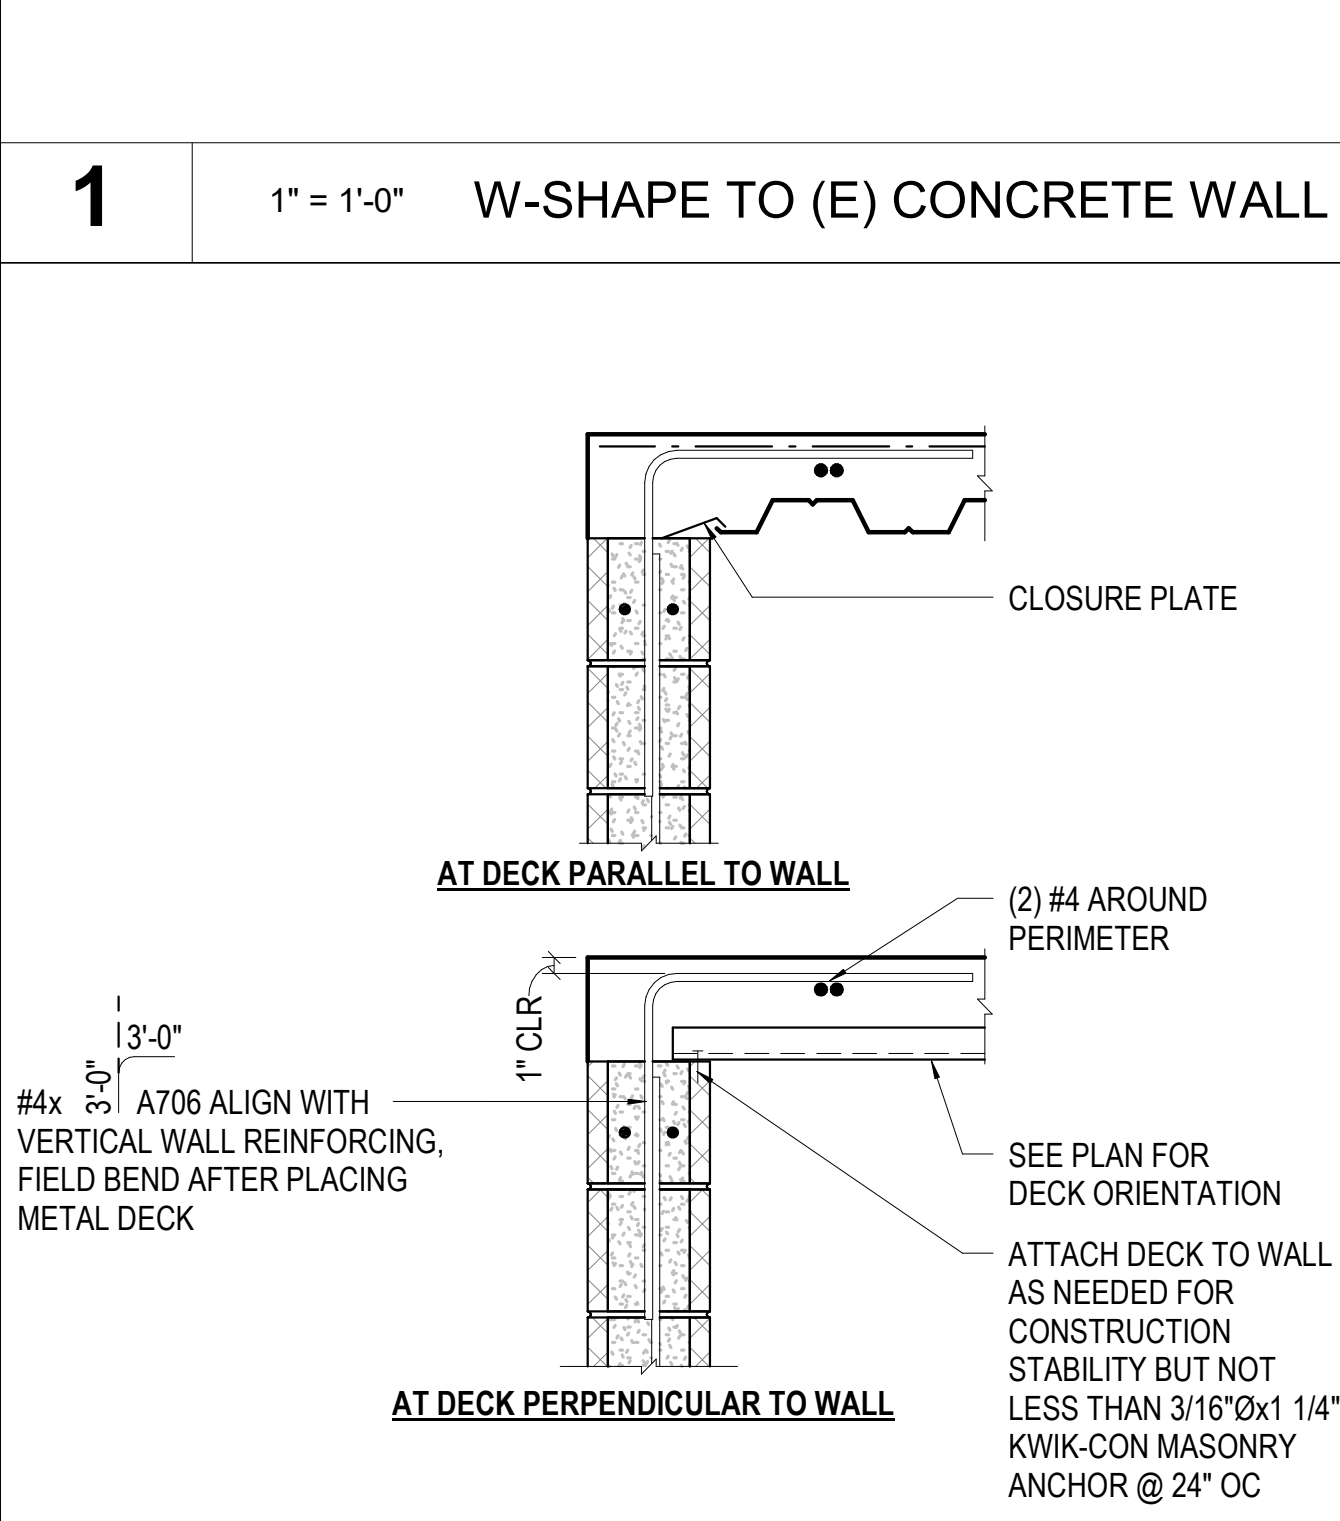 1
1" = 1'-0"
W-SHAPE TO (E) CONCRETE WALL
CLOSURE PLATE
AT DECK PARALLEL TO WALL
(2) #4 AROUND
PERIMETER
1" CLR
3'-0"
3'-0"
#4x A706 ALIGN WITH
VERTICAL WALL REINFORCING,
FIELD BEND AFTER PLACING
METAL DECK
SEE PLAN FOR
DECK ORIENTATION
ATTACH DECK TO WALL
AS NEEDED FOR
CONSTRUCTION
STABILITY BUT NOT
LESS THAN 3/16"Øx1 1/4"
KWIK-CON MASONRY
ANCHOR @ 24" OC
AT DECK PERPENDICULAR TO WALL